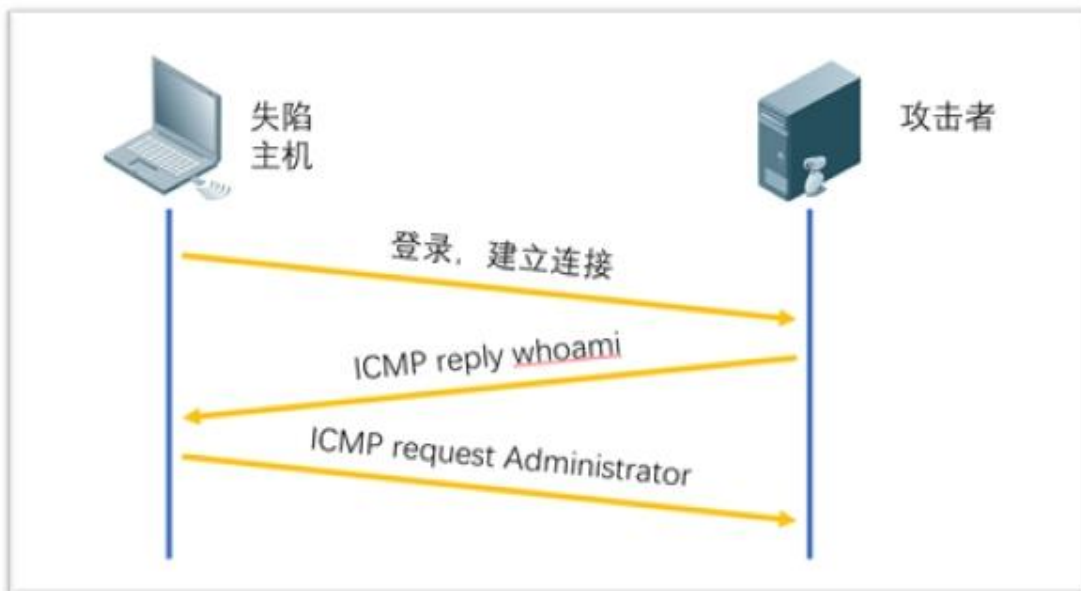 失陷
主机
攻击者
登录，建立连接
ICMP reply whoami
ICMP request Administrator